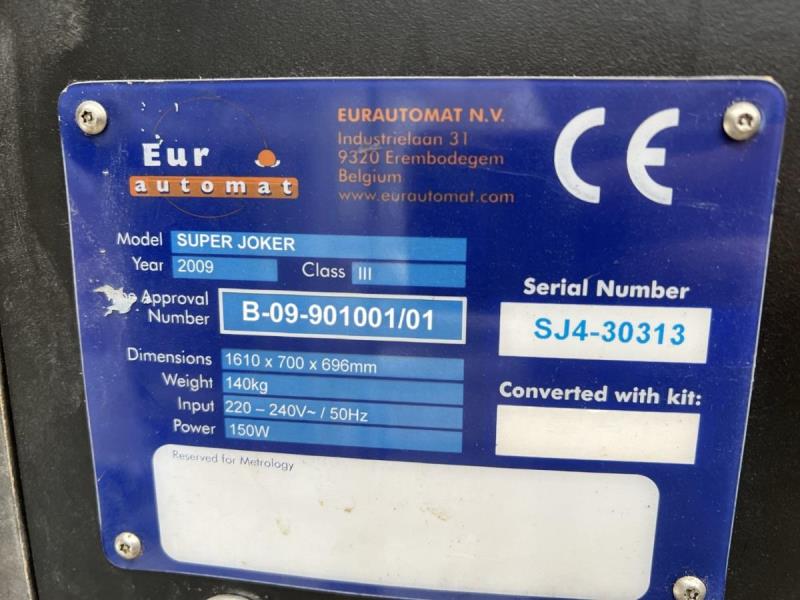 Eur
automat
EURAUTOMAT N.V.
Industrielaan 31
9320 Erembodegem
Belgium
www.eurautomat.com
CE
Model SUPER JOKER
Year 2009 Class III
Approval
Number B-09-901001/01
Dimensions 1610 x 700 x 696mm
Weight 140kg
Input 220 – 240V~ / 50Hz
Power 150W
Serial Number
SJ4-30313
Converted with kit:
Reserved for Metrology